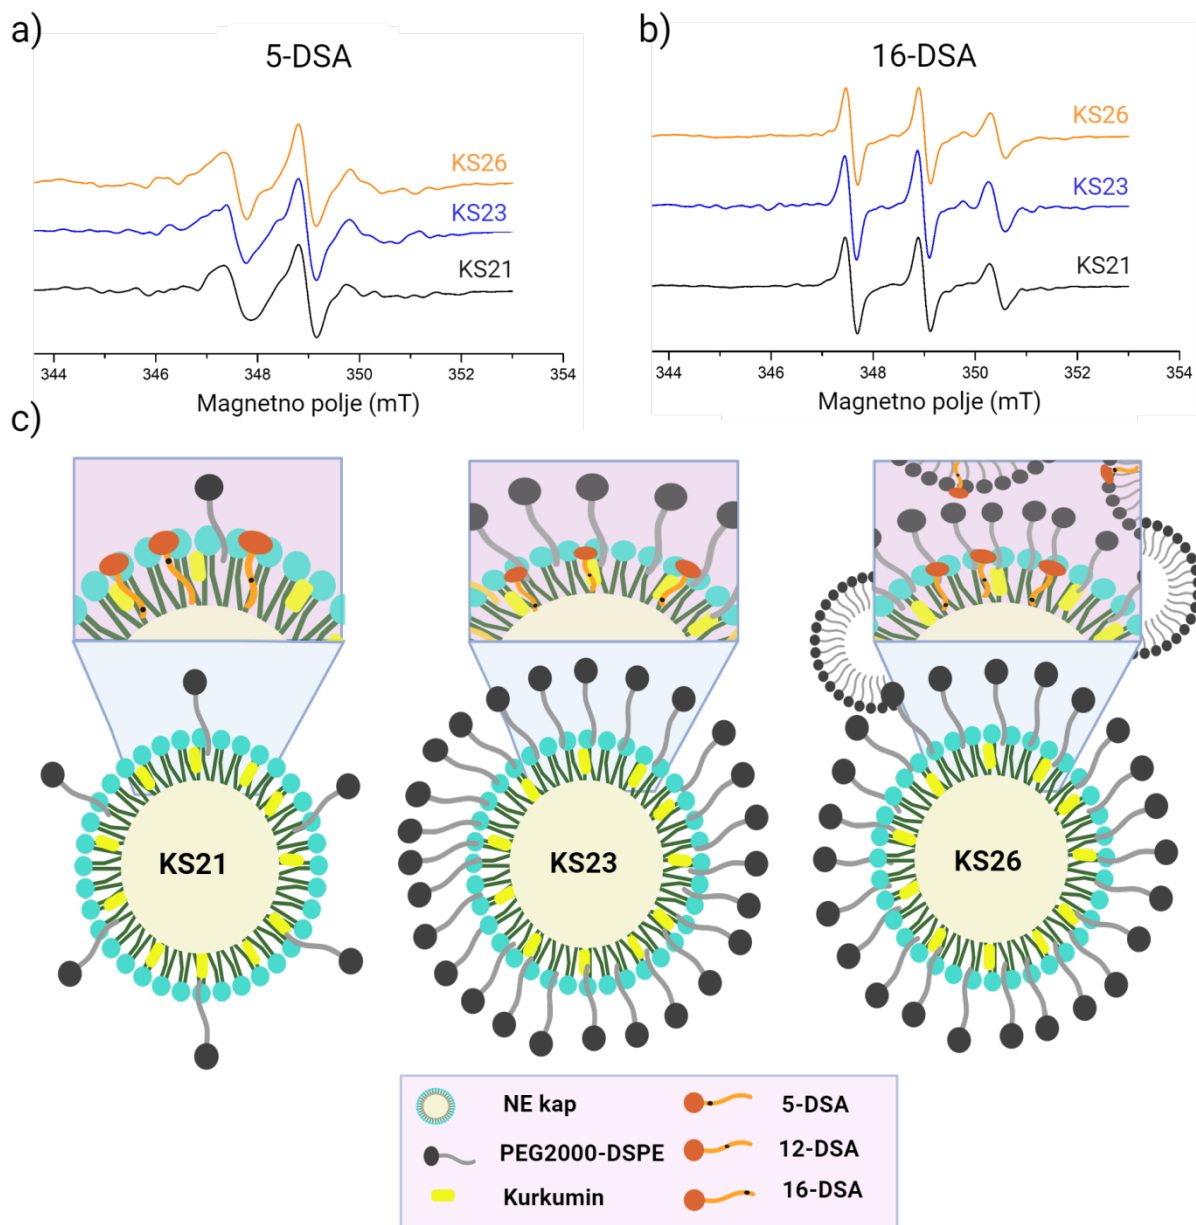 a)
5-DSA
KS26
KS23
KS21
344 346 348 350 352 354
Magnetno polje (mT)
b)
16-DSA
KS26
KS23
KS21
344 346 348 350 352 354
Magnetno polje (mT)
c)
KS21
KS23
KS26
NE kap
PEG2000-DSPE
Kurkumin
5-DSA
12-DSA
16-DSA